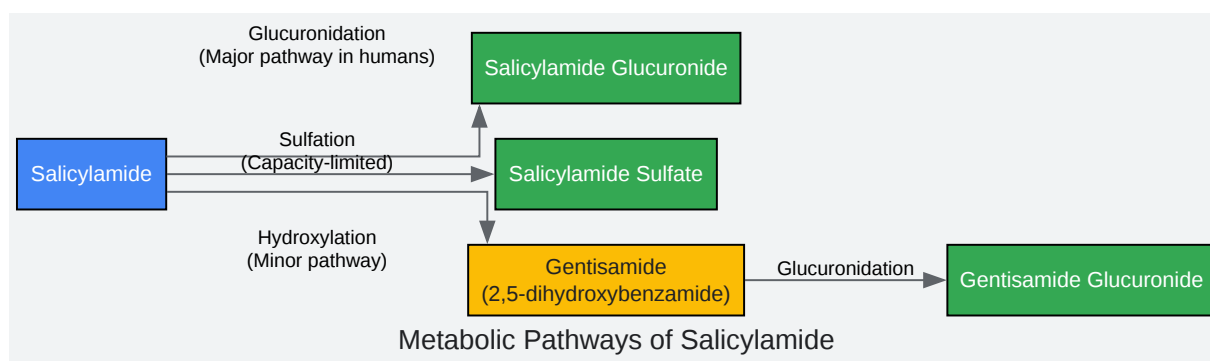 Glucuronidation
(Major pathway in humans)
Salicylamide Glucuronide
Sulfation
(Capacity-limited)
Salicylamide
Salicylamide Sulfate
Hydroxylation
(Minor pathway)
Gentisamide
(2,5-dihydroxybenzamide)
Glucuronidation
Gentisamide Glucuronide
Metabolic Pathways of Salicylamide